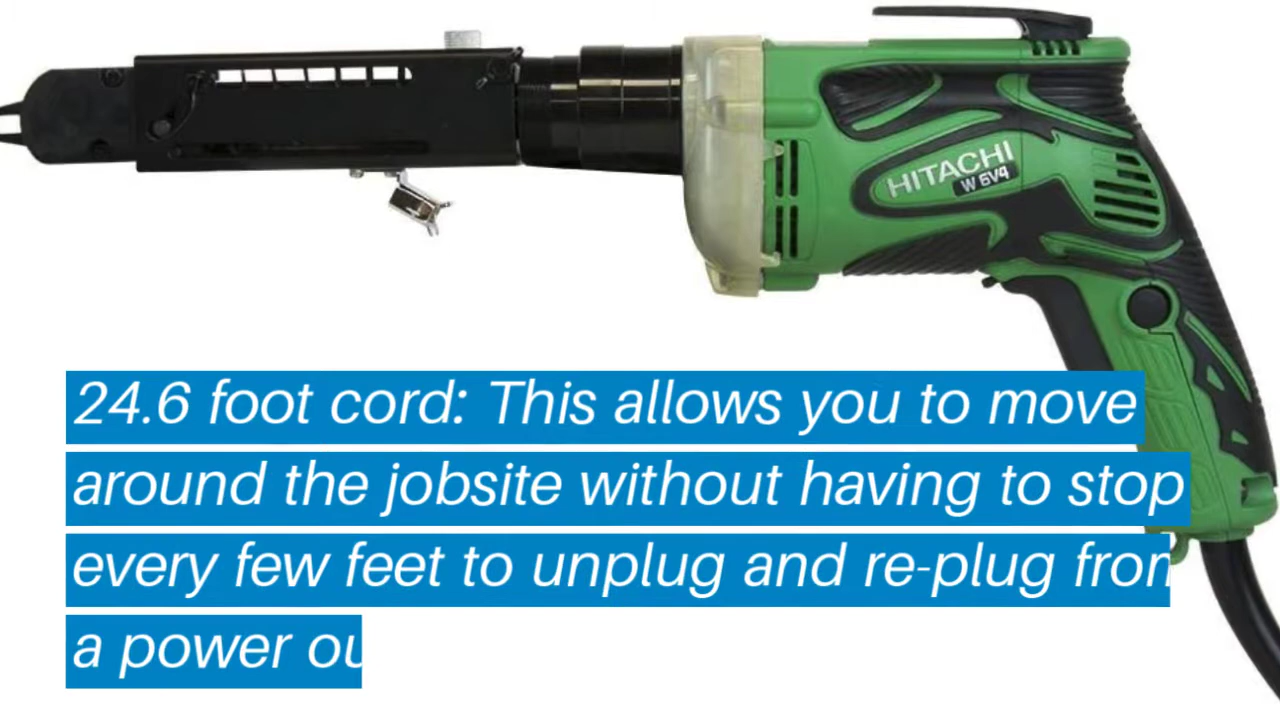 HITACHI
W 6V4
24.6 foot cord: This allows you to move
around the jobsite without having to stop
every few feet to unplug and re-plug from
a power ou